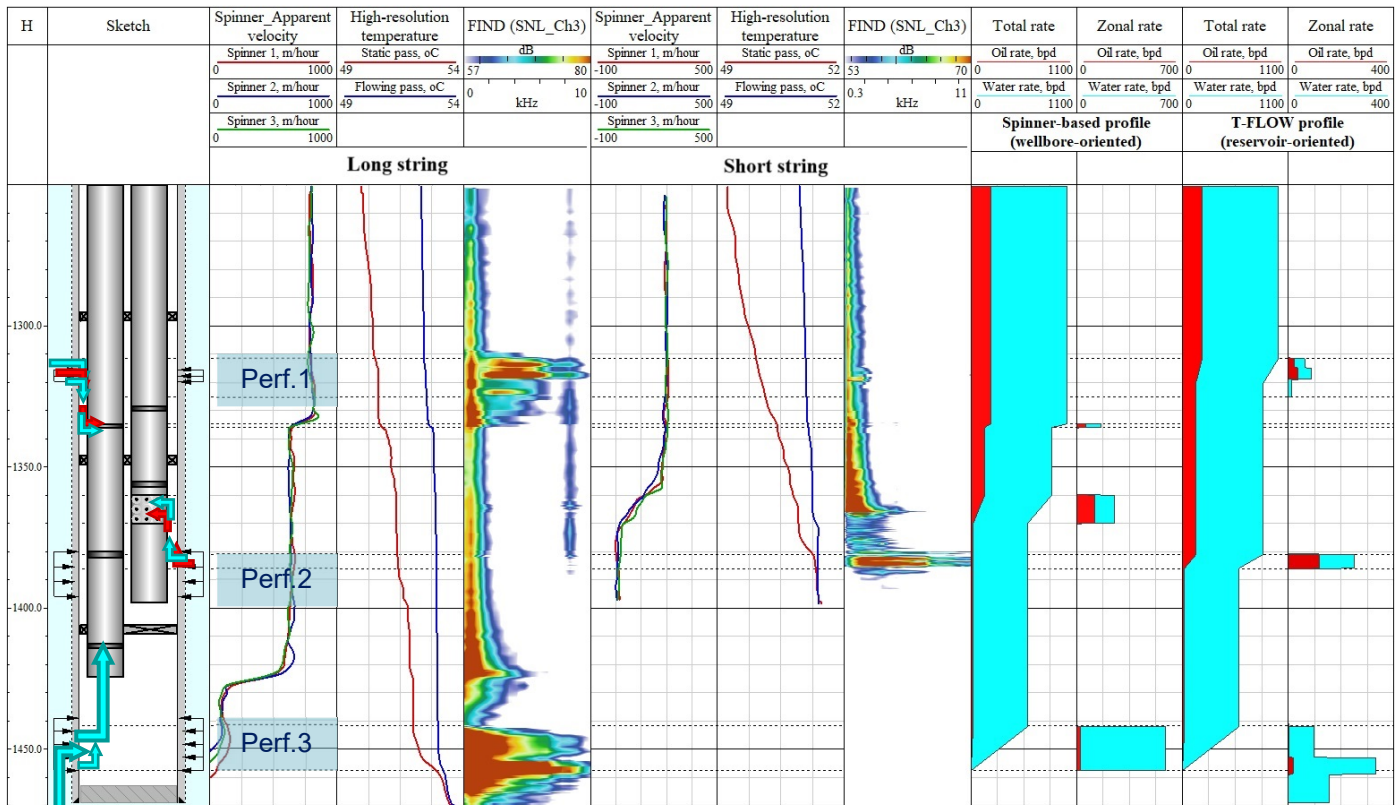 H
Sketch
Spinner_Apparent
velocity
High-resolution
temperature
FIND (SNL_Ch3)
Spinner_Apparent
velocity
High-resolution
temperature
FIND (SNL_Ch3)
Total rate
Zonal rate
Total rate
Zonal rate
Spinner 1, m/hour
0 1000
Static pass, oC
49 54
dB
57 80
Spinner 1, m/hour
-100 500
Static pass, oC
49 52
dB
53 70
Oil rate, bpd
0 1100
Oil rate, bpd
0 700
Oil rate, bpd
0 1100
Oil rate, bpd
0 400
Spinner 2, m/hour
0 1000
Flowing pass, oC
49 54
0 10
kHz
Spinner 2, m/hour
-100 500
Flowing pass, oC
49 52
0.3 11
kHz
Water rate, bpd
0 1100
Water rate, bpd
0 700
Water rate, bpd
0 1100
Water rate, bpd
0 400
Spinner 3, m/hour
0 1000
Spinner 3, m/hour
-100 500
Spinner-based profile
(wellbore-oriented)
T-FLOW profile
(reservoir-oriented)
Long string
Short string
-1300.0
Perf.1
-1350.0
Perf.2
-1400.0
Perf.3
-1450.0